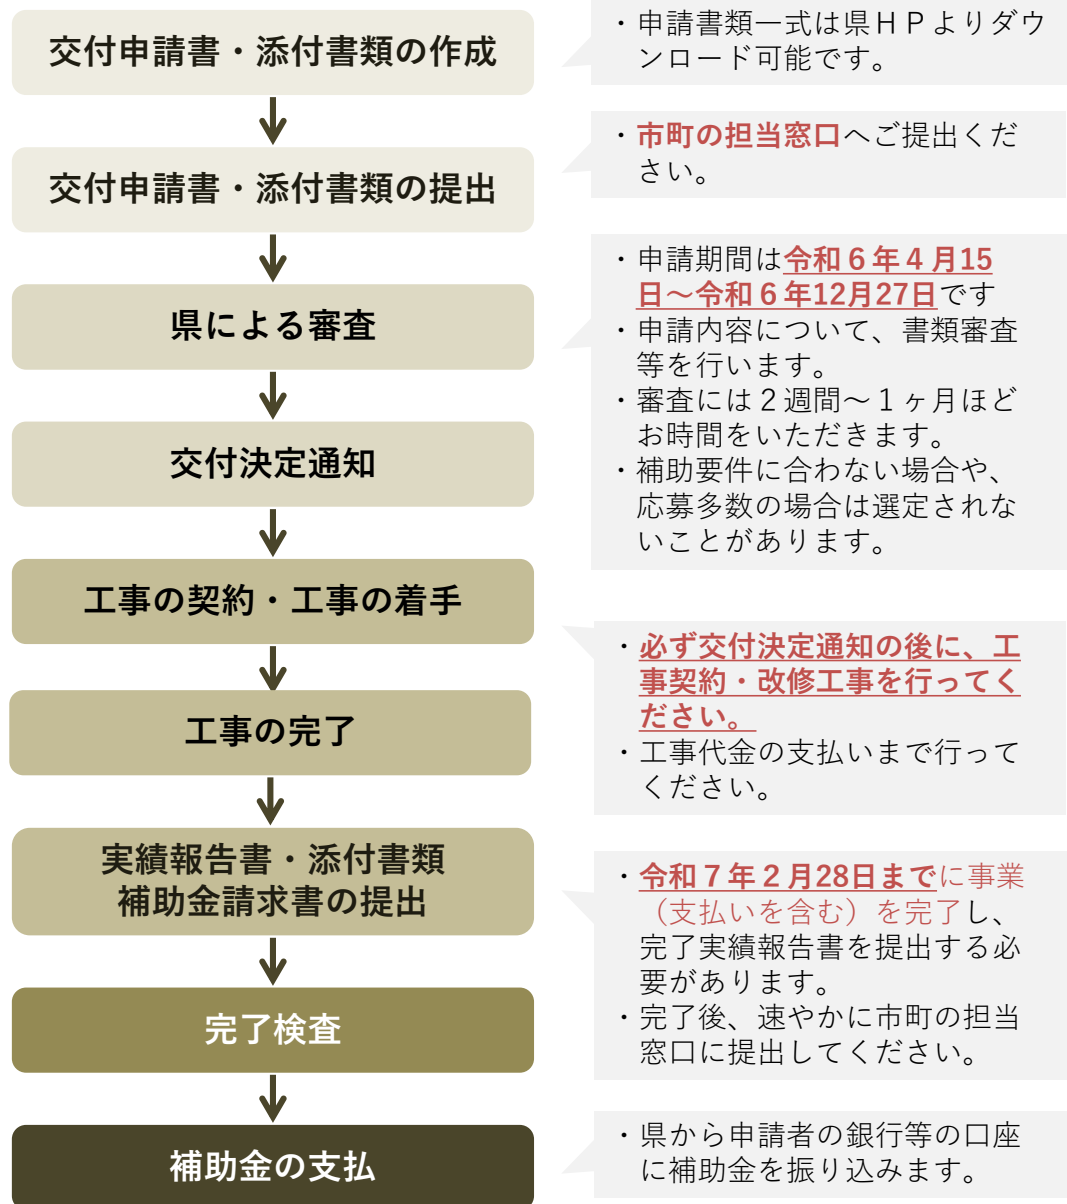 交付申請書・添付書類の作成
・申請書類一式は県ＨＰよりダウ
ンロード可能です。
交付申請書・添付書類の提出
・市町の担当窓口へご提出くだ
さい。
県による審査
・申請期間は令和６年４月15
日～令和６年12月27日です
・申請内容について、書類審査
等を行います。
・審査には２週間～１ヶ月ほど
お時間をいただきます。
・補助要件に合わない場合や、
応募多数の場合は選定されな
いことがあります。
交付決定通知
工事の契約・工事の着手
・必ず交付決定通知の後に、工
事契約・改修工事を行ってく
ださい。
・工事代金の支払いまで行って
ください。
工事の完了
実績報告書・添付書類
補助金請求書の提出
・令和７年２月28日までに事業
（支払いを含む）を完了し、
完了実績報告書を提出する必
要があります。
・完了後、速やかに市町の担当
窓口に提出してください。
完了検査
補助金の支払
・県から申請者の銀行等の口座
に補助金を振り込みます。